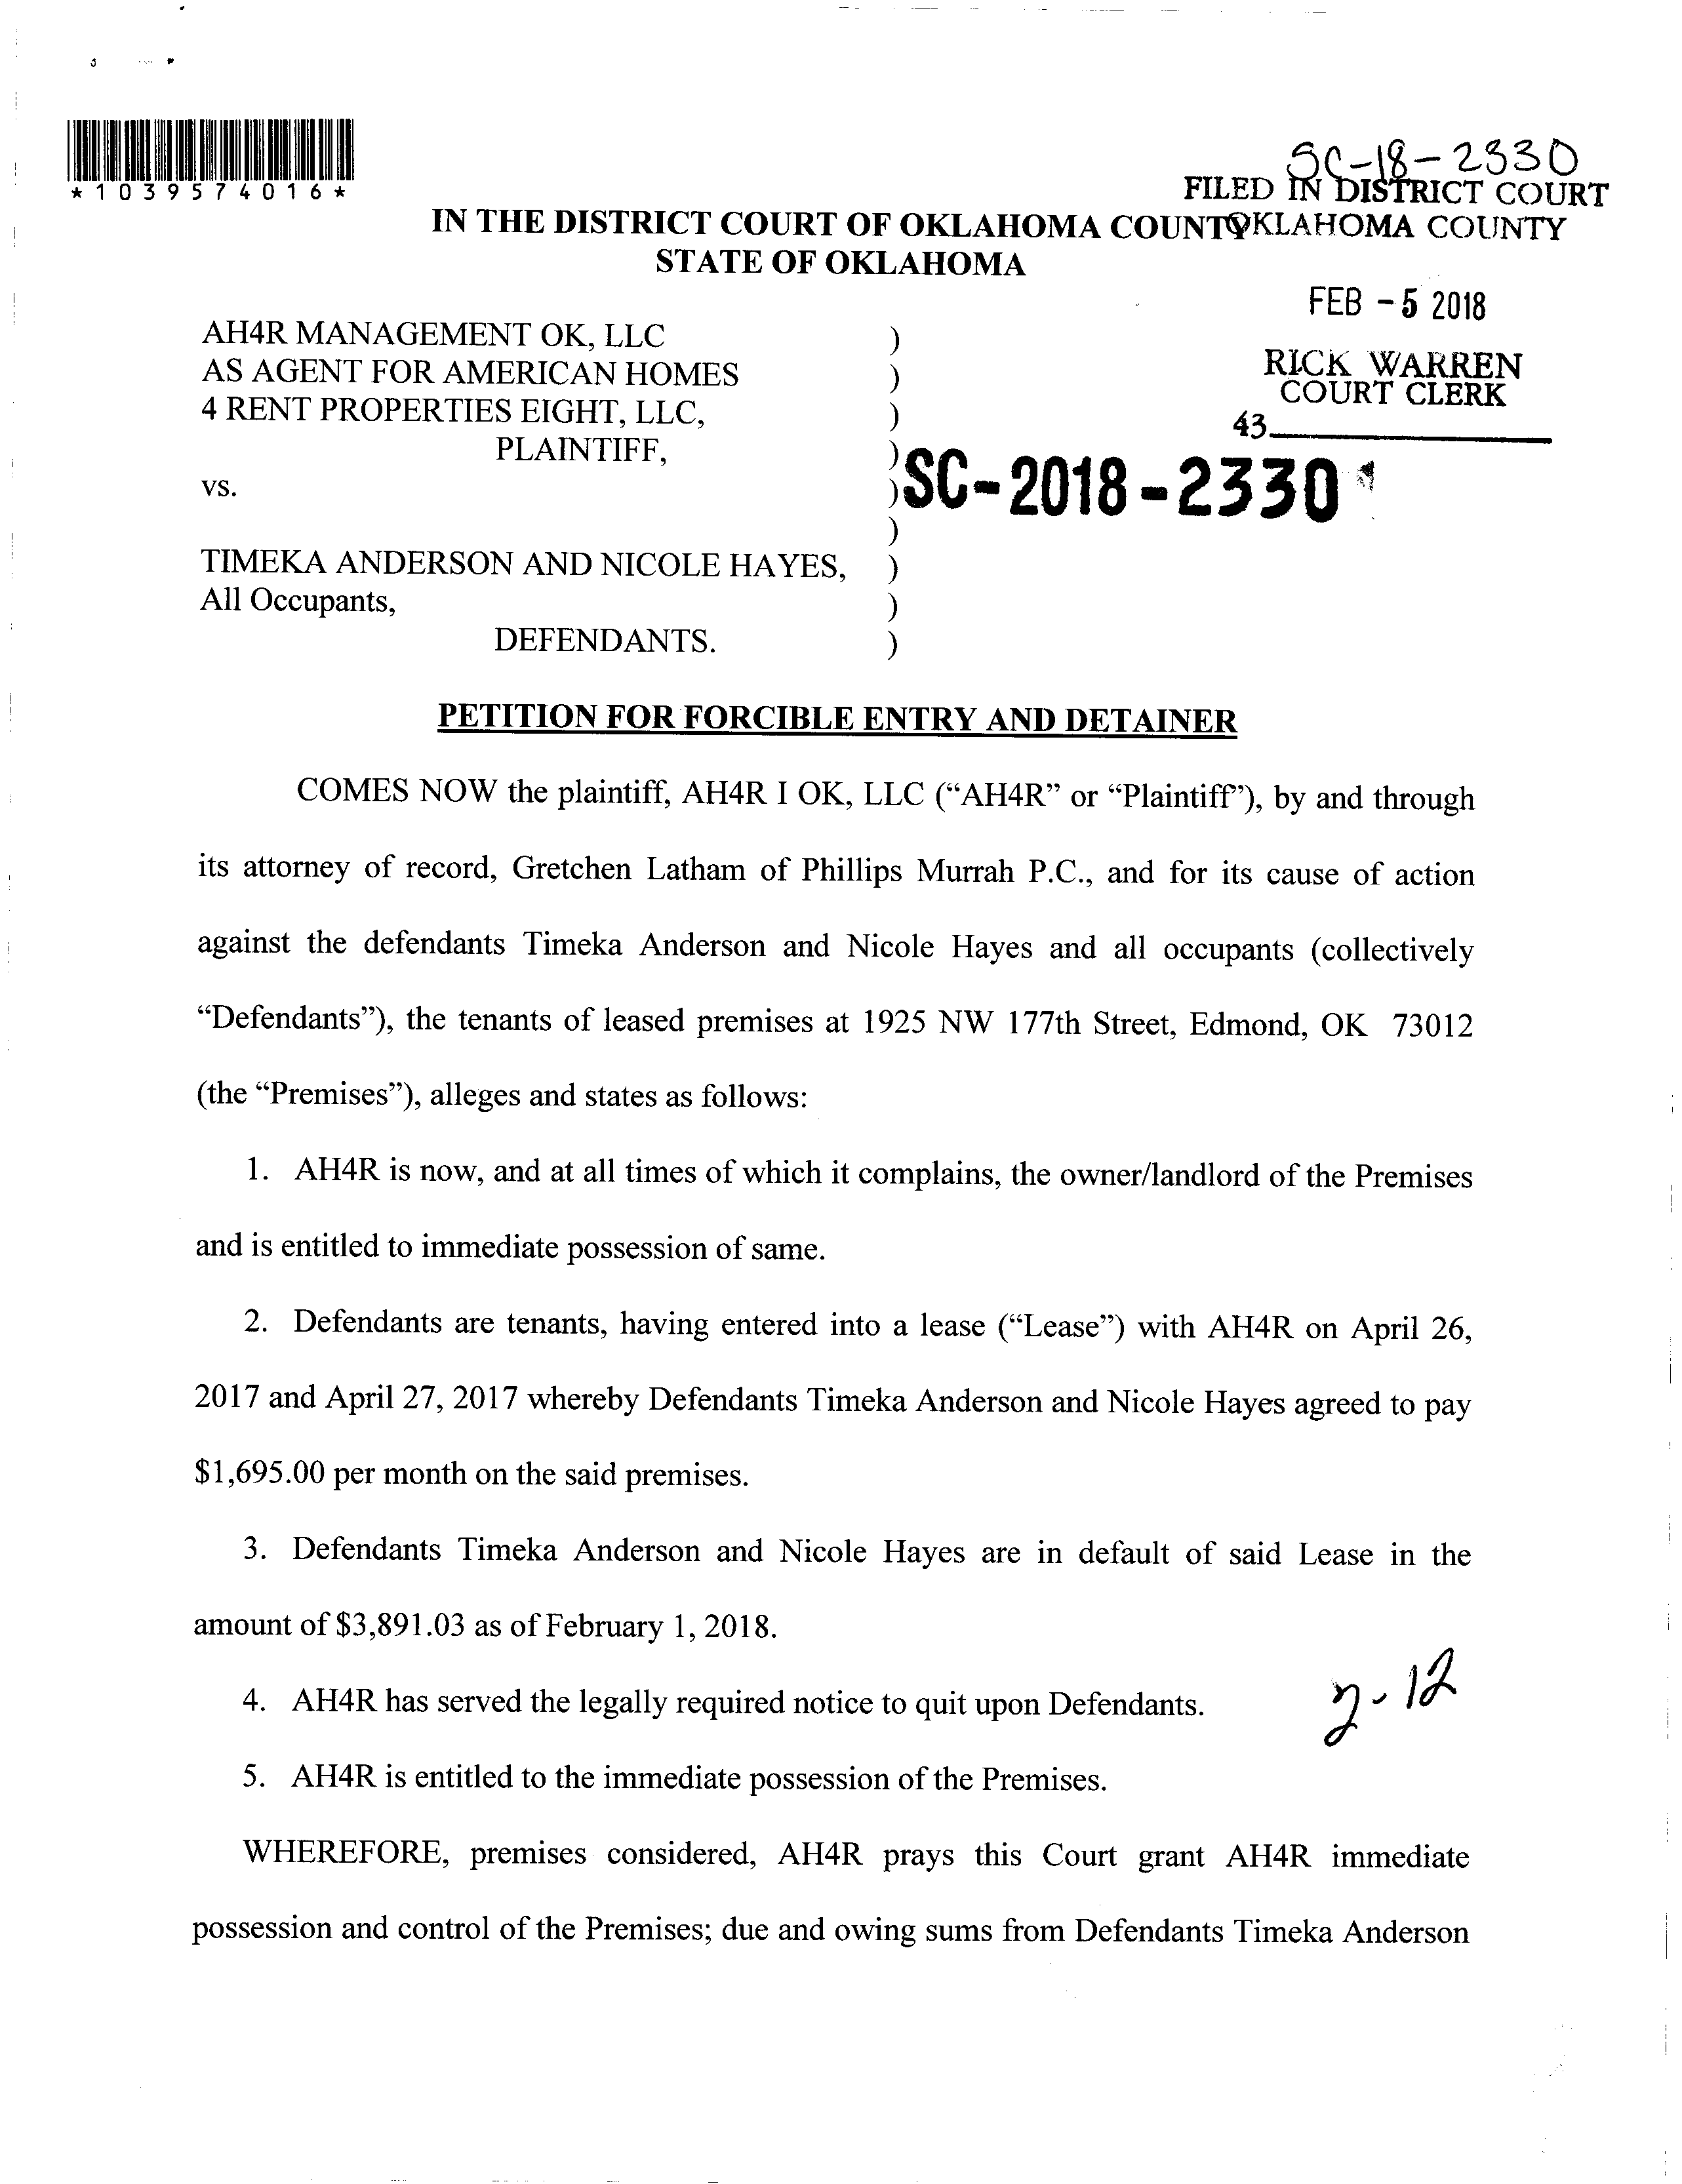 SC-18-2330
*1039574016*
FILED IN DISTRICT COURT
IN THE DISTRICT COURT OF OKLAHOMA COUNTY
OKLAHOMA COUNTY
STATE OF OKLAHOMA
FEB -5 2018
RICK WARREN
COURT CLERK
43
AH4R MANAGEMENT OK, LLC )
AS AGENT FOR AMERICAN HOMES )
4 RENT PROPERTIES EIGHT, LLC, )
PLAINTIFF, )
vs. )
SC-2018-2330
)
TIMEKA ANDERSON AND NICOLE HAYES, )
All Occupants, )
DEFENDANTS. )
PETITION FOR FORCIBLE ENTRY AND DETAINER
COMES NOW the plaintiff, AH4R I OK, LLC (“AH4R” or “Plaintiff”), by and through
its attorney of record, Gretchen Latham of Phillips Murrah P.C., and for its cause of action
against the defendants Timeka Anderson and Nicole Hayes and all occupants (collectively
“Defendants”), the tenants of leased premises at 1925 NW 177th Street, Edmond, OK 73012
(the “Premises”), alleges and states as follows:
1. AH4R is now, and at all times of which it complains, the owner/landlord of the Premises
and is entitled to immediate possession of same.
2. Defendants are tenants, having entered into a lease (“Lease”) with AH4R on April 26,
2017 and April 27, 2017 whereby Defendants Timeka Anderson and Nicole Hayes agreed to pay
$1,695.00 per month on the said premises.
3. Defendants Timeka Anderson and Nicole Hayes are in default of said Lease in the
amount of $3,891.03 as of February 1, 2018.
4. AH4R has served the legally required notice to quit upon Defendants.
5. AH4R is entitled to the immediate possession of the Premises.
WHEREFORE, premises considered, AH4R prays this Court grant AH4R immediate
possession and control of the Premises; due and owing sums from Defendants Timeka Anderson